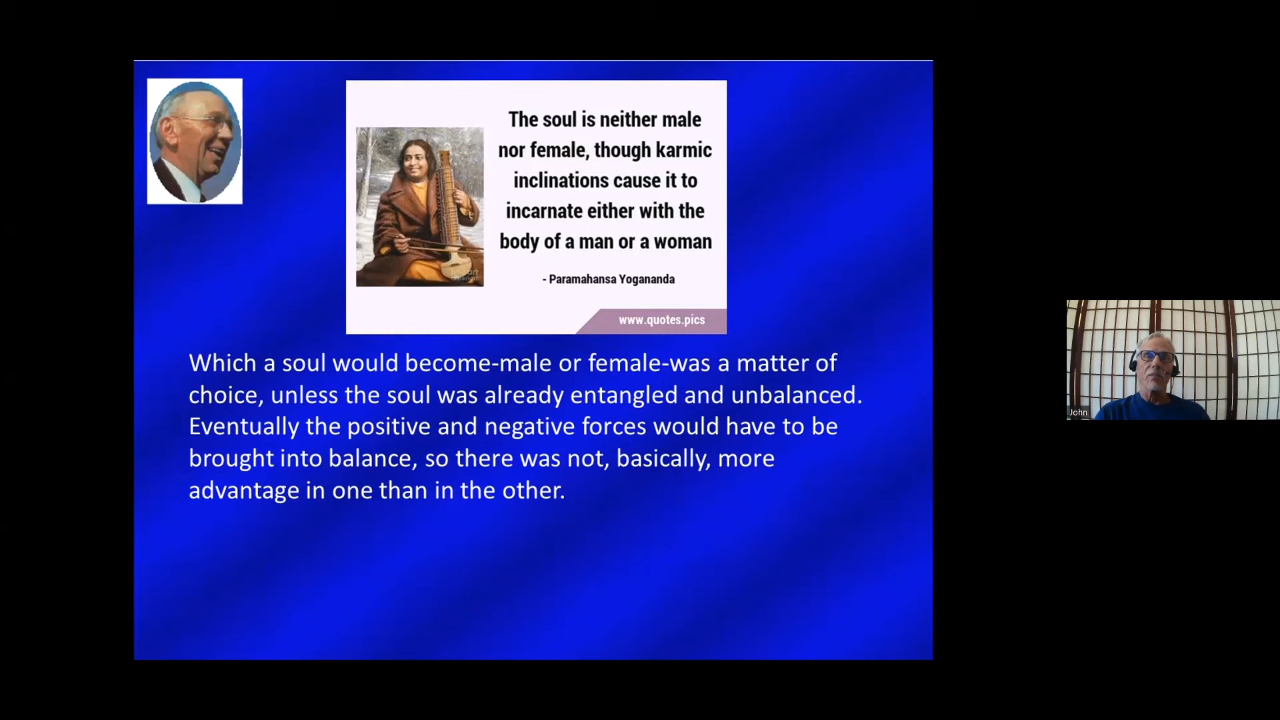 The soul is neither male
nor female, though karmic
inclinations cause it to
incarnate either with the
body of a man or a woman
- Paramahansa Yogananda
www.quotes.pics
Which a soul would become-male or female-was a matter of
choice, unless the soul was already entangled and unbalanced.
Eventually the positive and negative forces would have to be
brought into balance, so there was not, basically, more
advantage in one than in the other.
John